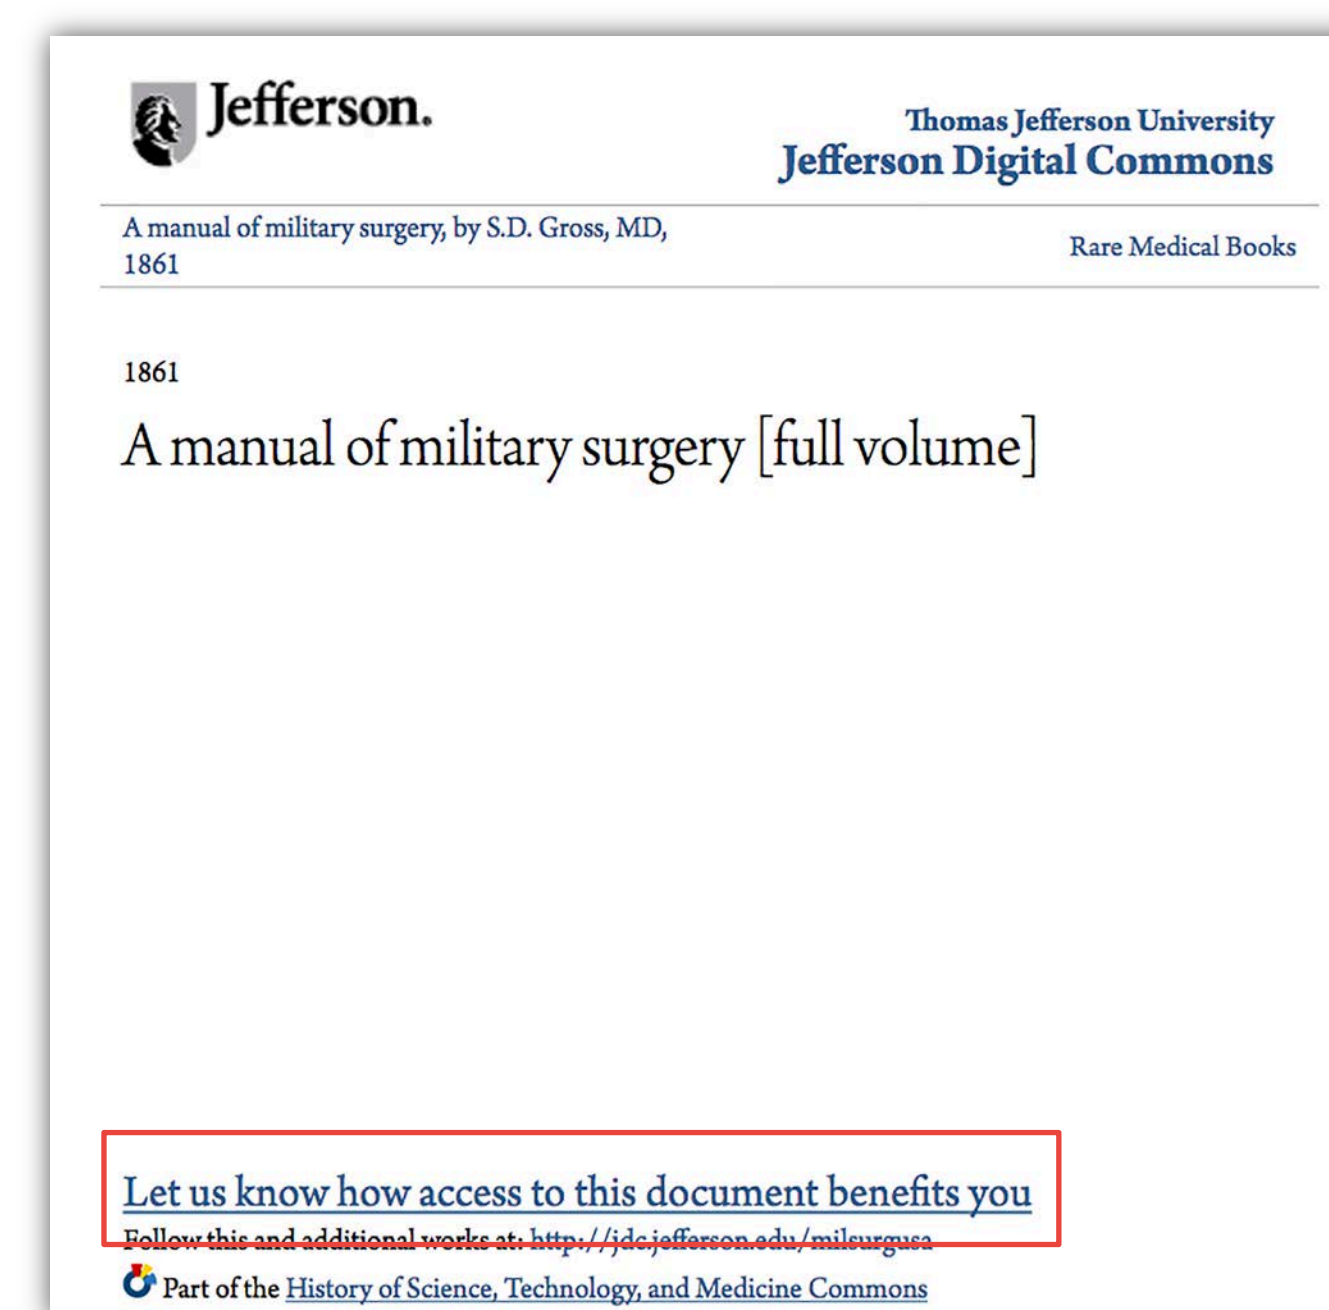 Jefferson.
Thomas Jefferson University
Jefferson Digital Commons
A manual of military surgery, by S.D. Gross, MD,
1861
Rare Medical Books
1861
A manual of military surgery [full volume]
Let us know how access to this document benefits you
Follow this and additional works at: http://jdc.jefferson.edu/milsurgusa
Part of the History of Science, Technology, and Medicine Commons